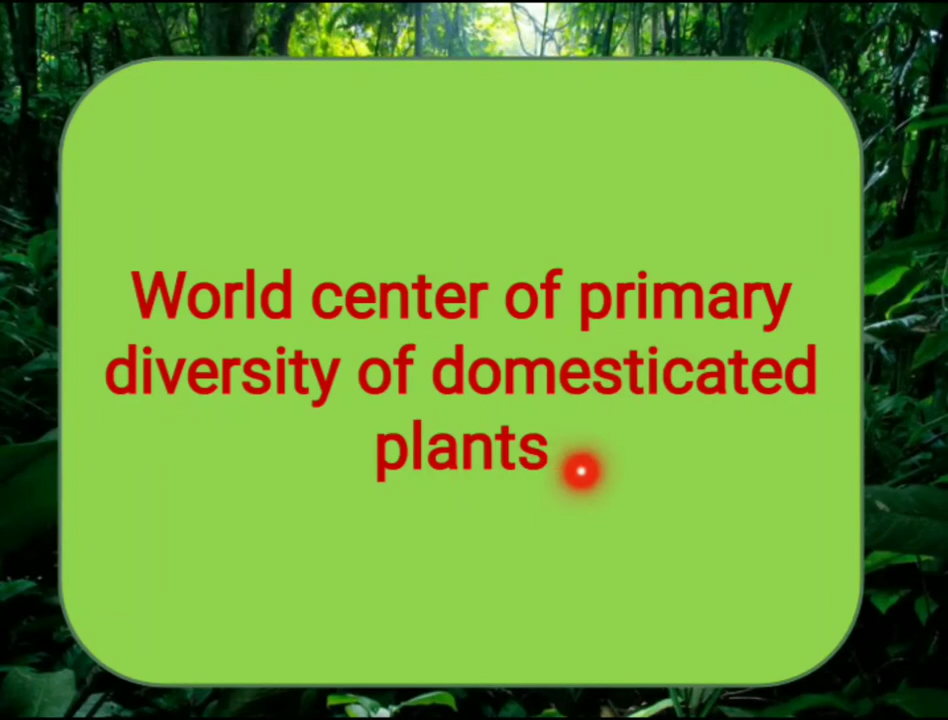 World center of primary
diversity of domesticated
plants